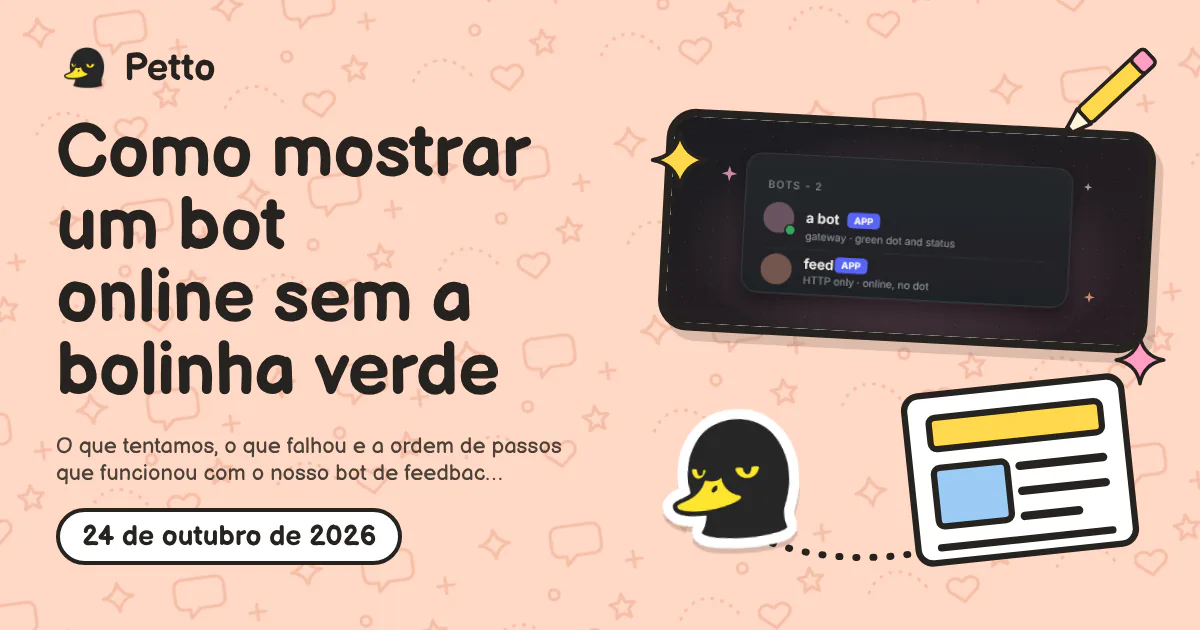 Petto
Como mostrar
um bot
online sem a
bolinha verde
O que tentamos, o que falhou e a ordem de passos
que funcionou com o nosso bot de feedbac...
24 de outubro de 2026
BOTS - 2
a bot APP
gateway · green dot and status
feed APP
HTTP only · online, no dot